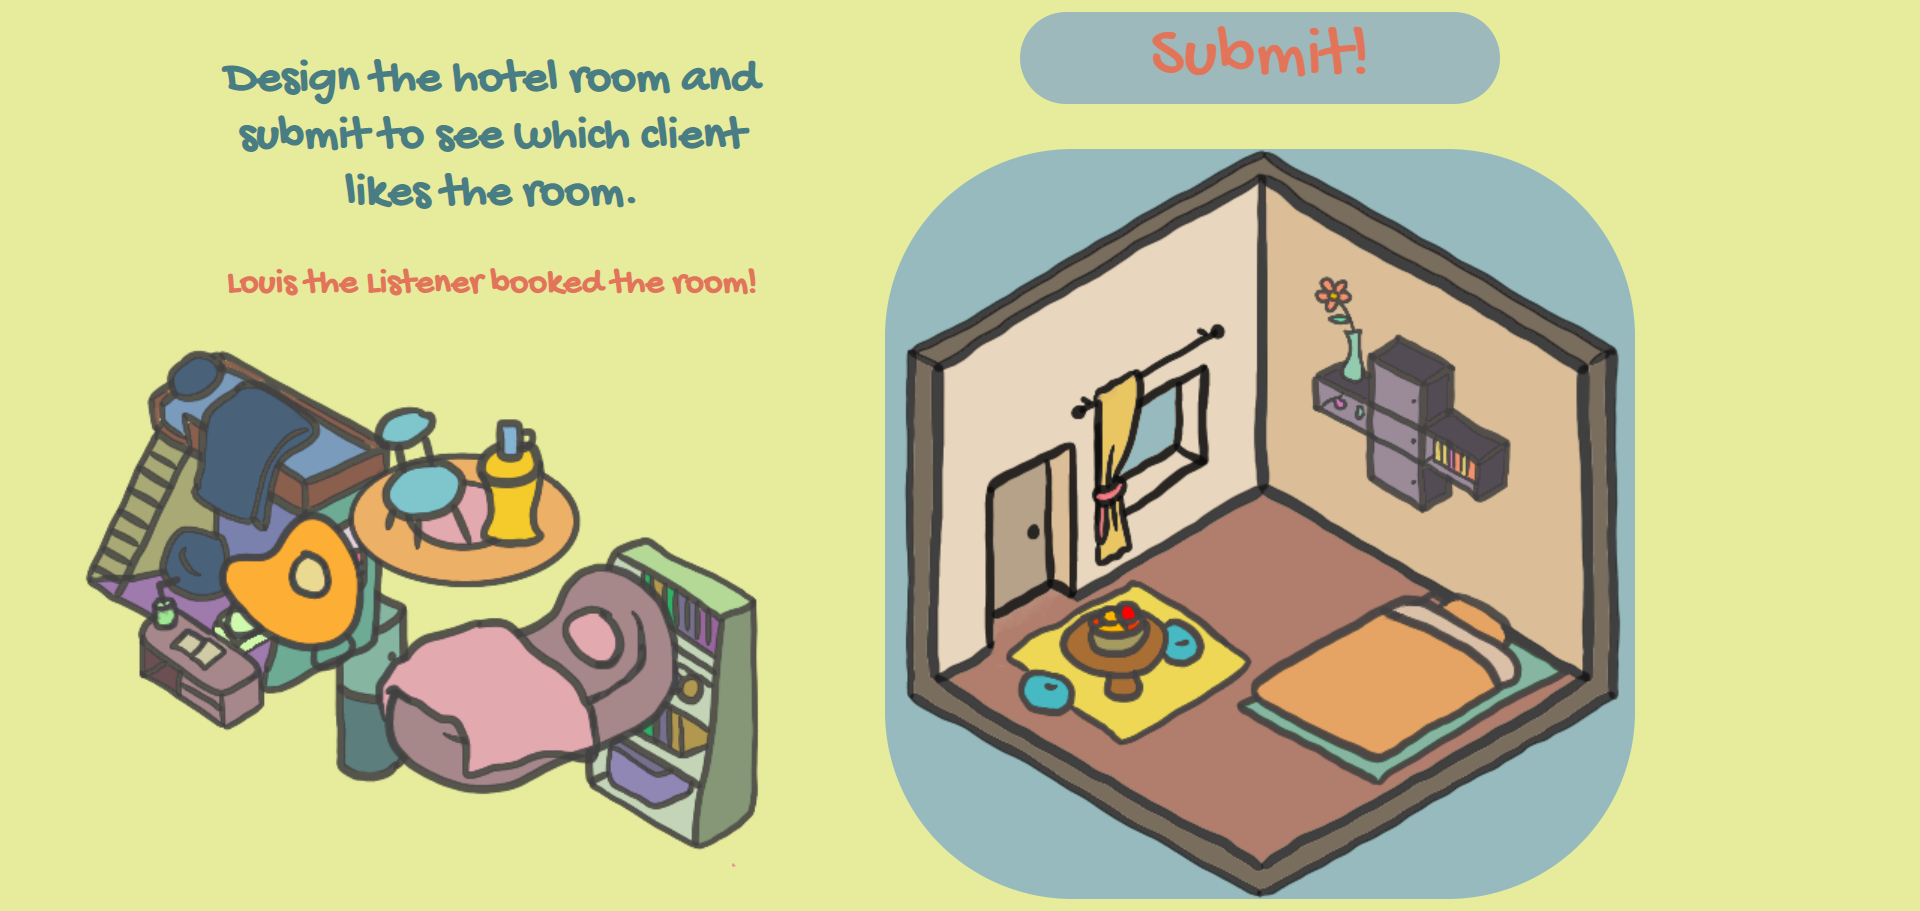 Design the hotel room and
submit to see which client
likes the room.
Louis the Listener booked the room!
Submit!